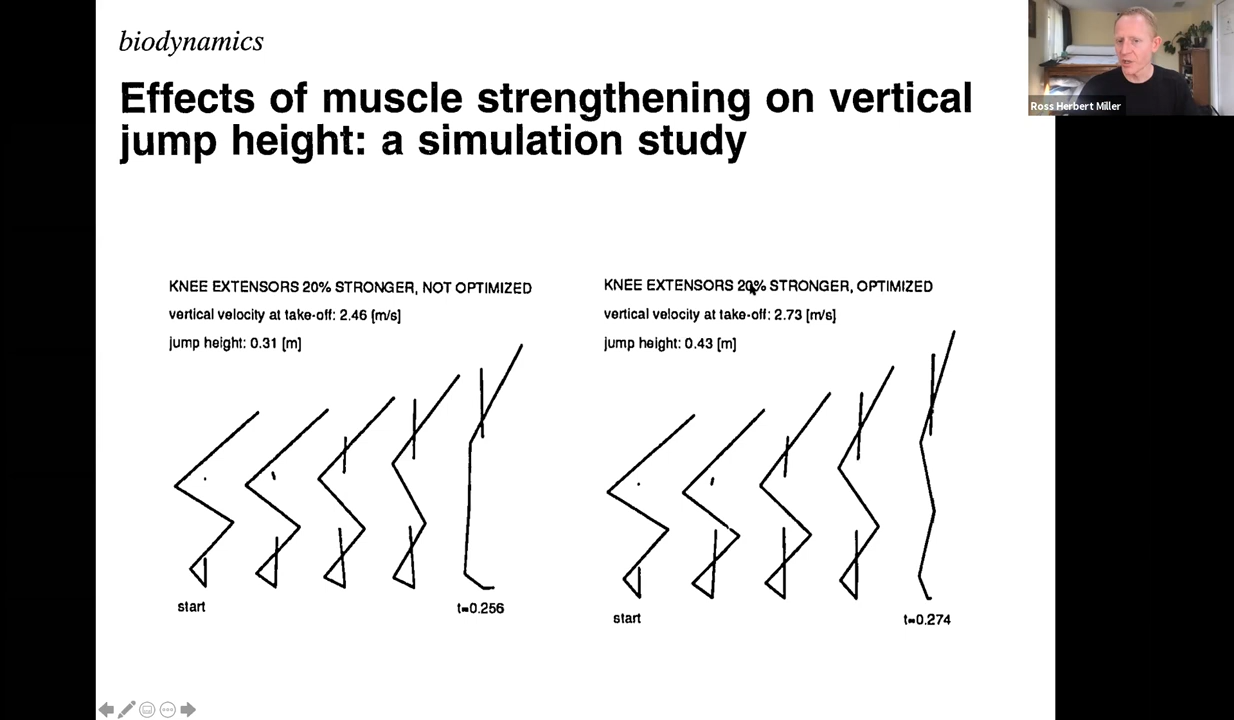 biodynamics
Effects of muscle strengthening on vertical
jump height: a simulation study
Ross Herbert Miller
KNEE EXTENSORS 20% STRONGER, NOT OPTIMIZED
vertical velocity at take-off: 2.46 [m/s]
jump height: 0.31 [m]
start
t=0.256
KNEE EXTENSORS 20% STRONGER, OPTIMIZED
vertical velocity at take-off: 2.73 [m/s]
jump height: 0.43 [m]
start
t=0.274